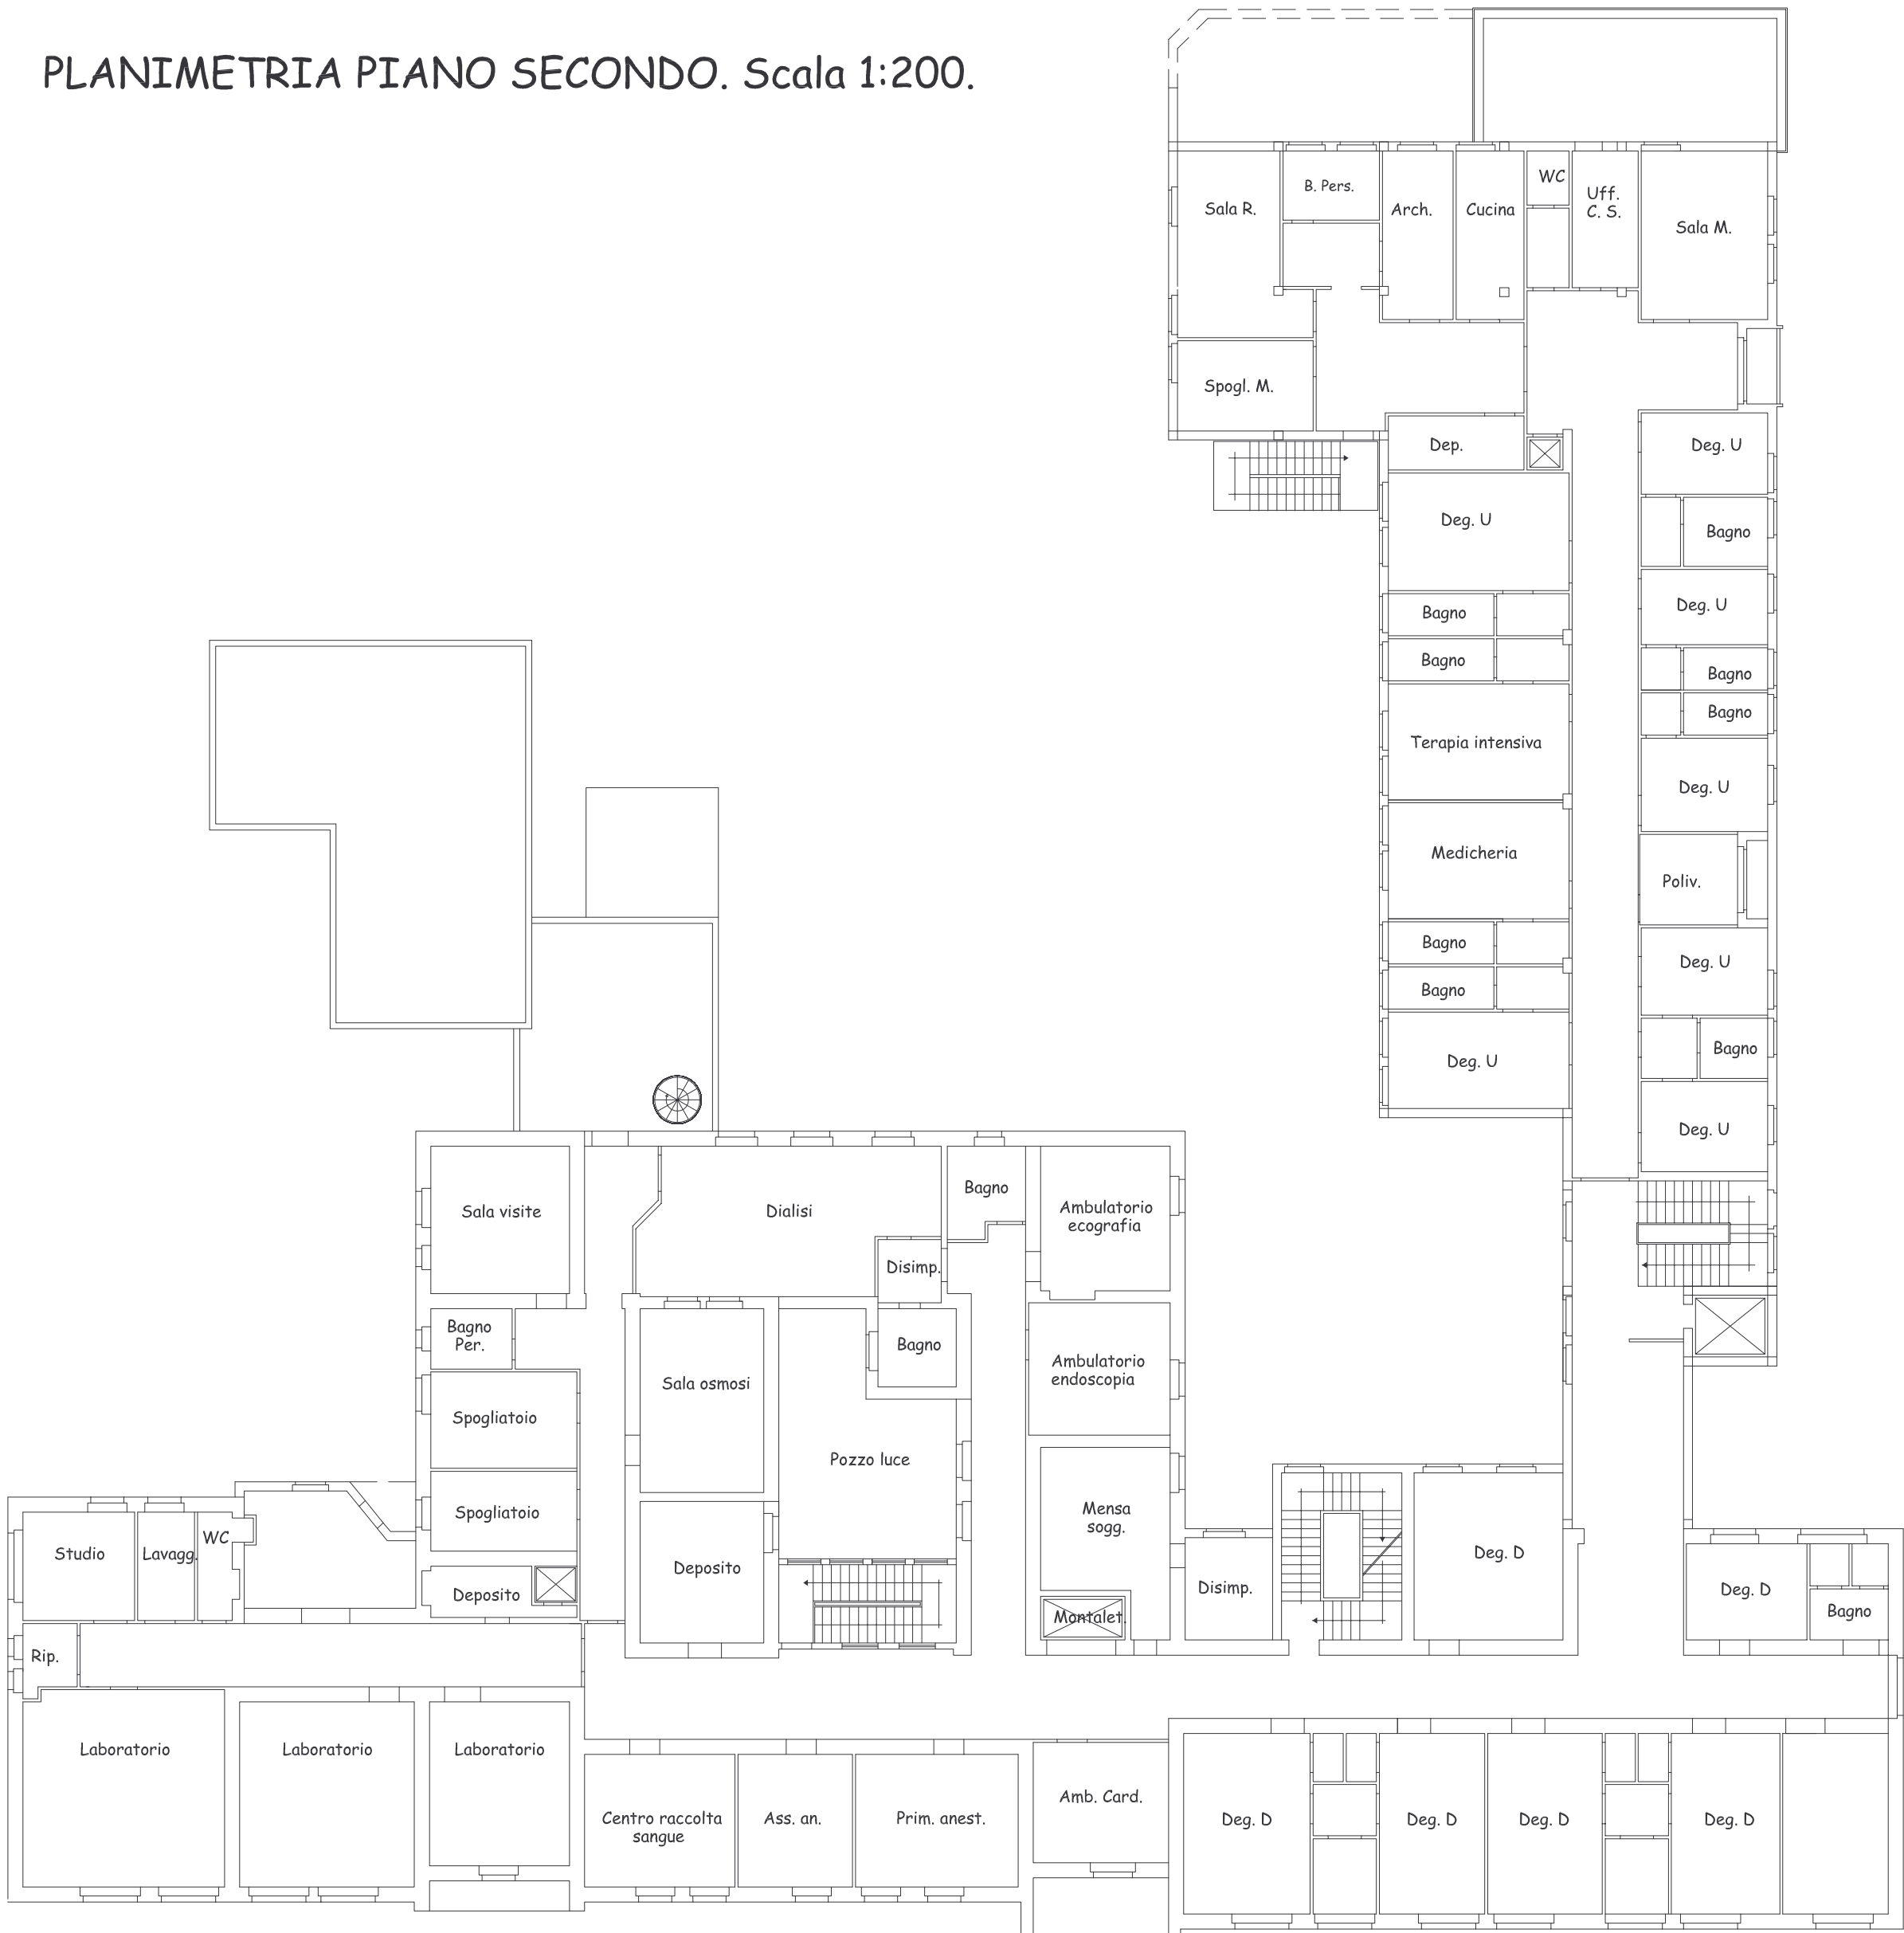 PLANIMETRIA PIANO SECONDO. Scala 1:200.
Sala R.
B. Pers.
Arch.
Cucina
WC
Uff.
C. S.
Sala M.
Spogl. M.
Dep.
Deg. U
Deg. U
Bagno
Deg. U
Bagno
Bagno
Bagno
Bagno
Terapia intensiva
Deg. U
Medicheria
Poliv.
Bagno
Deg. U
Bagno
Bagno
Deg. U
Deg. U
Sala visite
Dialisi
Bagno
Ambulatorio
ecografia
Disimp.
Bagno
Per.
Bagno
Ambulatorio
endoscopia
Sala osmosi
Spogliatoio
Pozzo luce
Spogliatoio
Mensa
sogg.
Studio
Lavagg.
WC
Deposito
Deposito
Disimp.
Deg. D
Deg. D
Bagno
Montalet.
Rip.
Laboratorio
Laboratorio
Laboratorio
Centro raccolta
sangue
Ass. an.
Prim. anest.
Amb. Card.
Deg. D
Deg. D
Deg. D
Deg. D